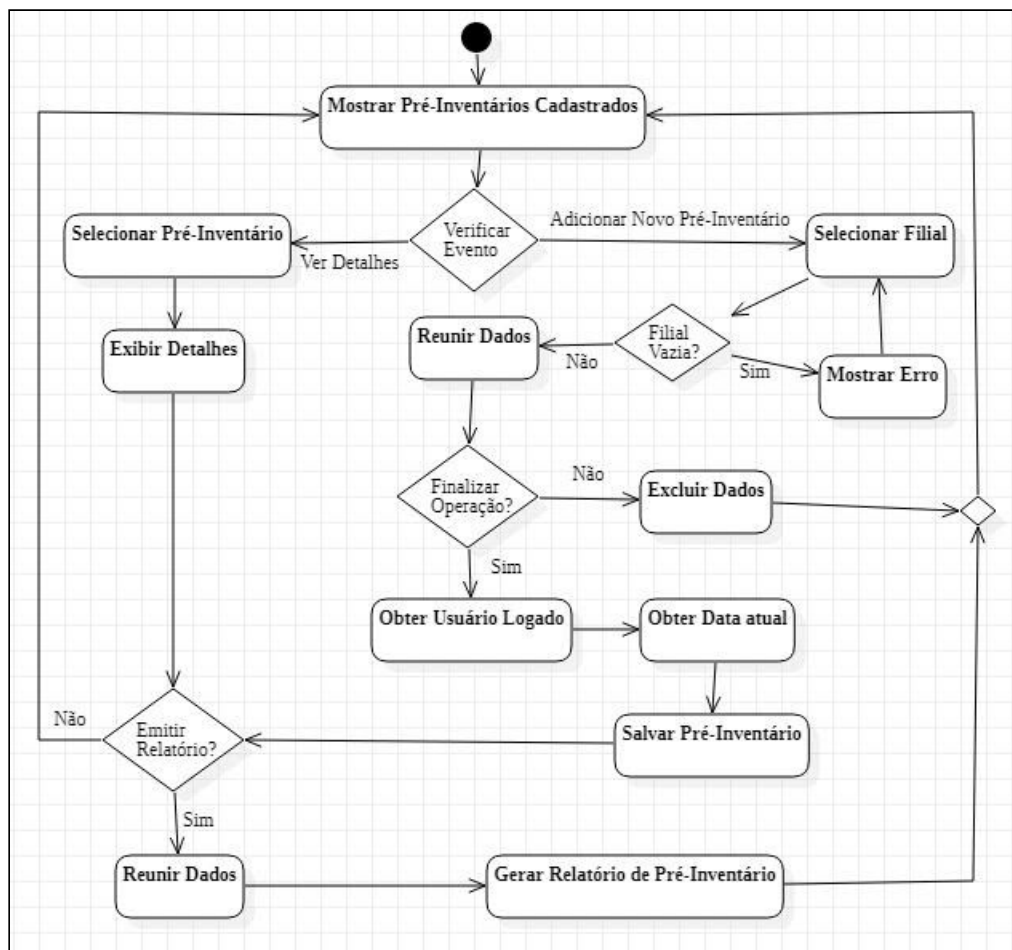 Mostrar Pré-Inventários Cadastrados
Selecionar Pré-Inventário
Verificar
Evento
Adicionar Novo Pré-Inventário
Selecionar Filial
Ver Detalhes
Exibir Detalhes
Reunir Dados
Não
Filial
Vazia?
Sim
Mostrar Erro
Finalizar
Operação?
Não
Excluir Dados
Sim
Obter Usuário Logado
Obter Data atual
Não
Emitir
Relatório?
Salvar Pré-Inventário
Sim
Reunir Dados
Gerar Relatório de Pré-Inventário